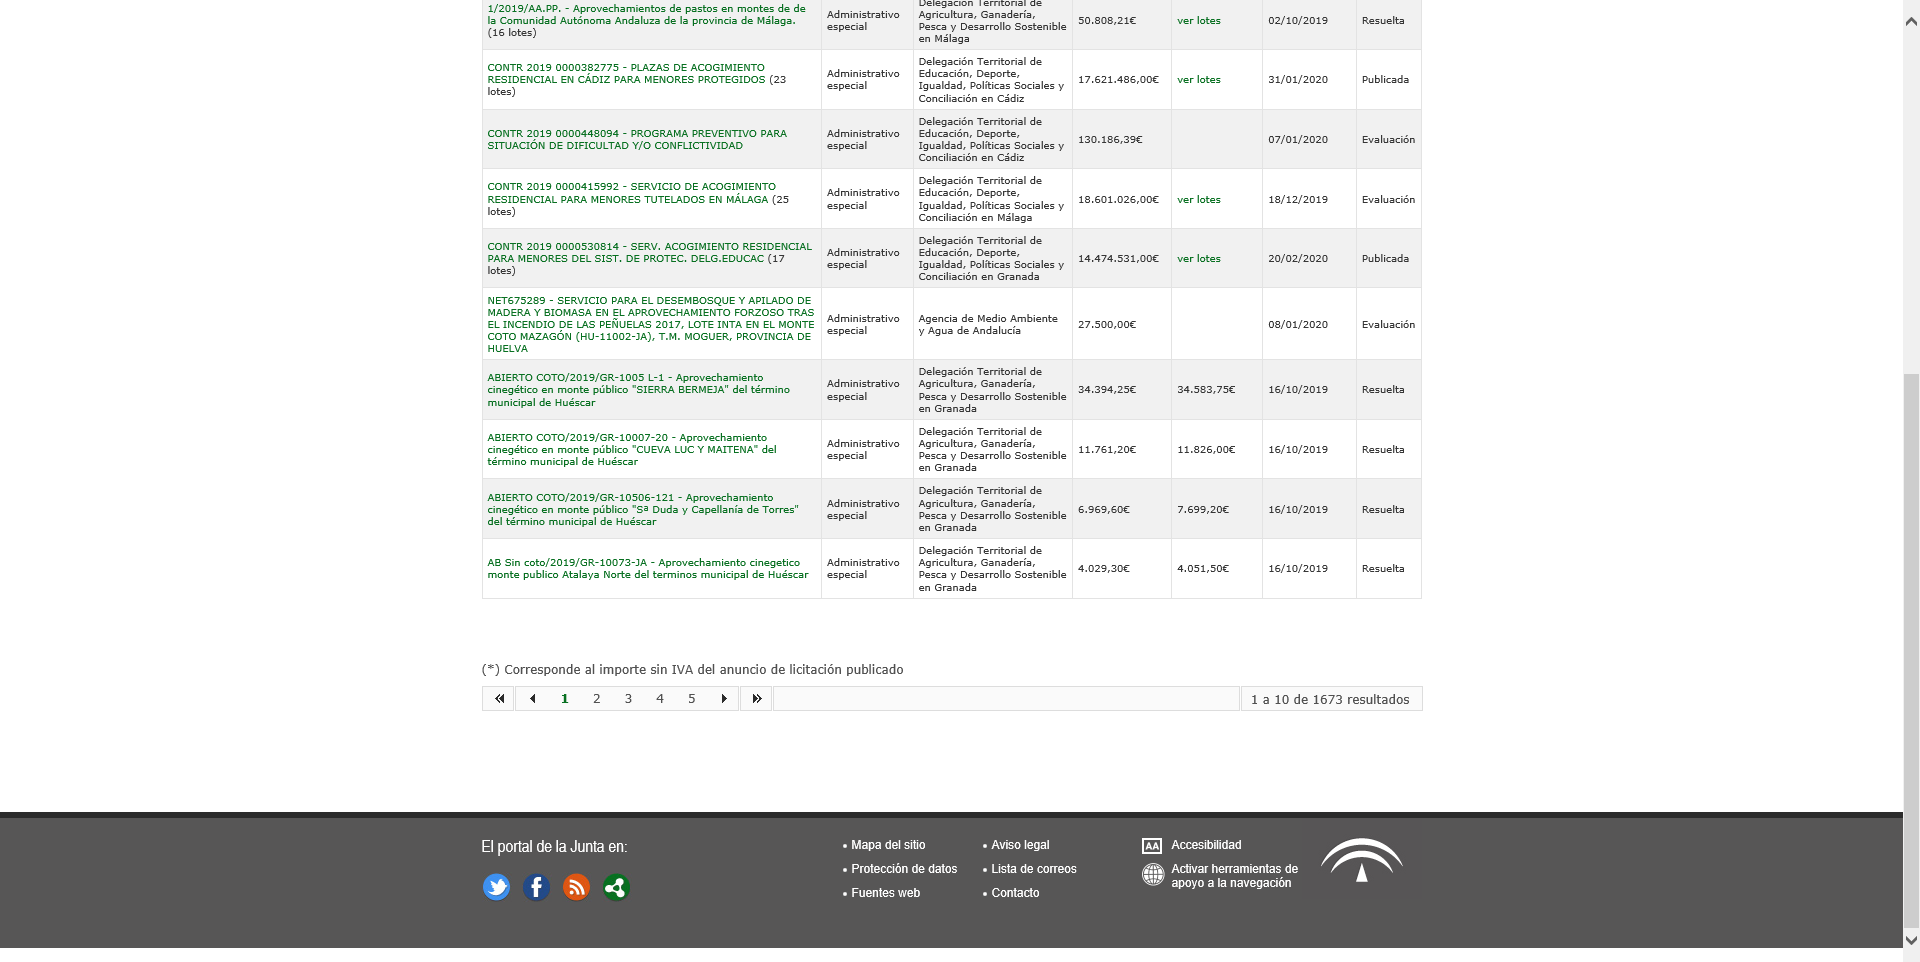 1/2019/AA.PP. - Aprovechamientos de pastos en montes de de
la Comunidad Autónoma Andaluza de la provincia de Málaga.
(16 lotes)
Administrativo
especial
Delegación Territorial de
Agricultura, Ganadería,
Pesca y Desarrollo Sostenible
en Málaga
50.808,21€
ver lotes
02/10/2019
Resuelta
CONTR 2019 0000382775 - PLAZAS DE ACOGIMIENTO
RESIDENCIAL EN CÁDIZ PARA MENORES PROTEGIDOS (23
lotes)
Administrativo
especial
Delegación Territorial de
Educación, Deporte,
Igualdad, Políticas Sociales y
Conciliación en Cádiz
17.621.486,00€
ver lotes
31/01/2020
Publicada
CONTR 2019 0000448094 - PROGRAMA PREVENTIVO PARA
SITUACIÓN DE DIFICULTAD Y/O CONFLICTIVIDAD
Administrativo
especial
Delegación Territorial de
Educación, Deporte,
Igualdad, Políticas Sociales y
Conciliación en Cádiz
130.186,39€
07/01/2020
Evaluación
CONTR 2019 0000415992 - SERVICIO DE ACOGIMIENTO
RESIDENCIAL PARA MENORES TUTELADOS EN MÁLAGA (25
lotes)
Administrativo
especial
Delegación Territorial de
Educación, Deporte,
Igualdad, Políticas Sociales y
Conciliación en Málaga
18.601.026,00€
ver lotes
18/12/2019
Evaluación
CONTR 2019 0000530814 - SERV. ACOGIMIENTO RESIDENCIAL
PARA MENORES DEL SIST. DE PROTEC. DELG.EDUCAC (17
lotes)
Administrativo
especial
Delegación Territorial de
Educación, Deporte,
Igualdad, Políticas Sociales y
Conciliación en Granada
14.474.531,00€
ver lotes
20/02/2020
Publicada
NET675289 - SERVICIO PARA EL DESEMBOSQUE Y APILADO DE
MADERA Y BIOMASA EN EL APROVECHAMIENTO FORZOSO TRAS
EL INCENDIO DE LAS PEÑUELAS 2017, LOTE INTA EN EL MONTE
COTO MAZAGÓN (HU-11002-JA), T.M. MOGUER, PROVINCIA DE
HUELVA
Administrativo
especial
Agencia de Medio Ambiente
y Agua de Andalucía
27.500,00€
08/01/2020
Evaluación
ABIERTO COTO/2019/GR-1005 L-1 - Aprovechamiento
cinegético en monte público "SIERRA BERMEJA" del término
municipal de Huéscar
Administrativo
especial
Delegación Territorial de
Agricultura, Ganadería,
Pesca y Desarrollo Sostenible
en Granada
34.394,25€
34.583,75€
16/10/2019
Resuelta
ABIERTO COTO/2019/GR-10007-20 - Aprovechamiento
cinegético en monte público "CUEVA LUC Y MAITENA" del
término municipal de Huéscar
Administrativo
especial
Delegación Territorial de
Agricultura, Ganadería,
Pesca y Desarrollo Sostenible
en Granada
11.761,20€
11.826,00€
16/10/2019
Resuelta
ABIERTO COTO/2019/GR-10506-121 - Aprovechamiento
cinegético en monte público "Sª Duda y Capellanía de Torres"
del término municipal de Huéscar
Administrativo
especial
Delegación Territorial de
Agricultura, Ganadería,
Pesca y Desarrollo Sostenible
en Granada
6.969,60€
7.699,20€
16/10/2019
Resuelta
AB Sin coto/2019/GR-10073-JA - Aprovechamiento cinegetico
monte publico Atalaya Norte del terminos municipal de Huéscar
Administrativo
especial
Delegación Territorial de
Agricultura, Ganadería,
Pesca y Desarrollo Sostenible
en Granada
4.029,30€
4.051,50€
16/10/2019
Resuelta
(*) Corresponde al importe sin IVA del anuncio de licitación publicado
1 2 3 4 5
1 a 10 de 1673 resultados
El portal de la Junta en:
Mapa del sitio
Protección de datos
Fuentes web
Aviso legal
Lista de correos
Contacto
AA Accesibilidad
Activar herramientas de
apoyo a la navegación